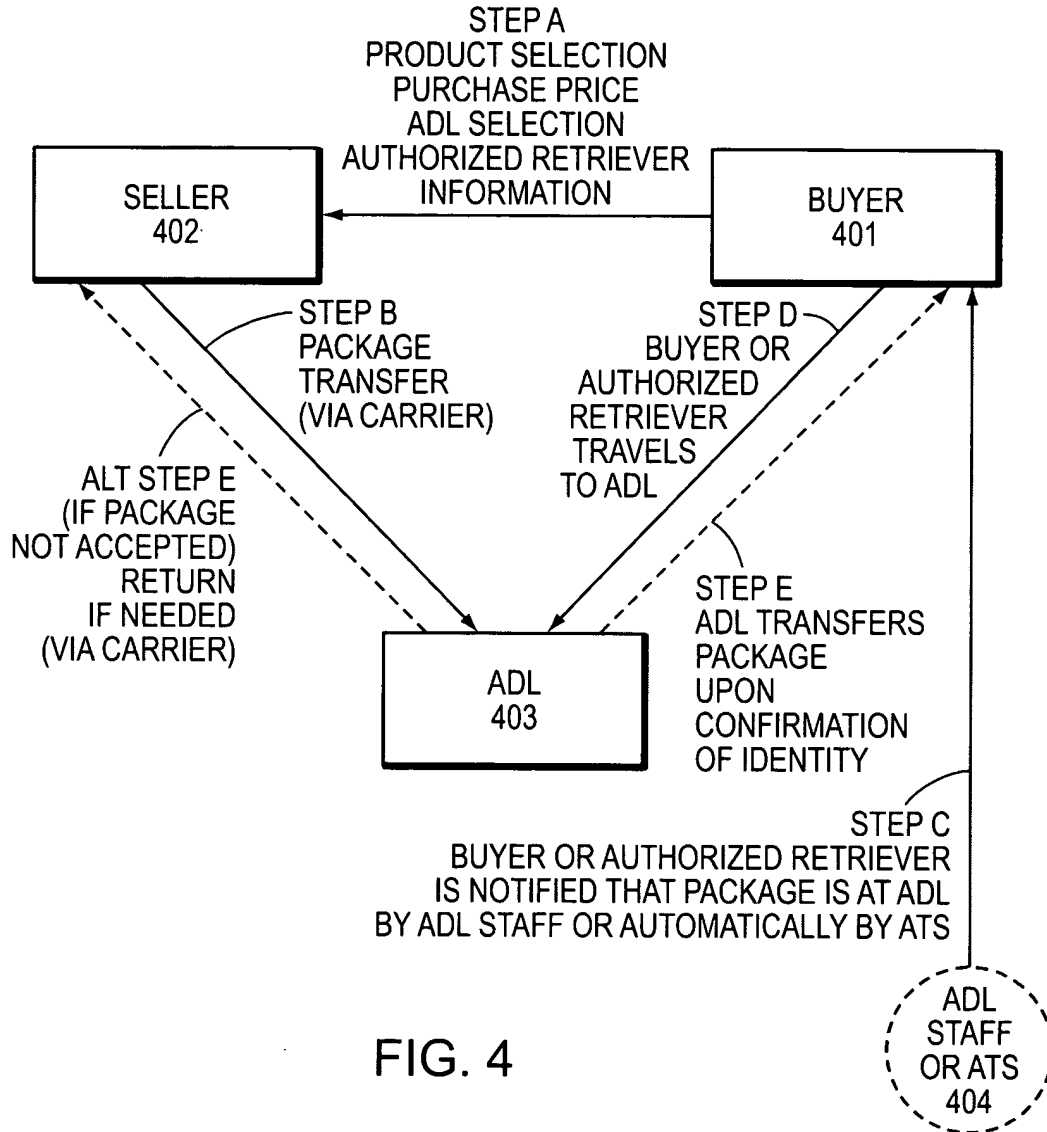 STEP A
PRODUCT SELECTION
PURCHASE PRICE
ADL SELECTION
AUTHORIZED RETRIEVER
INFORMATION
SELLER
402
BUYER
401
STEP B
PACKAGE
TRANSFER
(VIA CARRIER)
STEP D
BUYER OR
AUTHORIZED
RETRIEVER
TRAVELS
TO ADL
ALT STEP E
(IF PACKAGE
NOT ACCEPTED)
RETURN
IF NEEDED
(VIA CARRIER)
ADL
403
STEP E
ADL TRANSFERS
PACKAGE
UPON
CONFIRMATION
OF IDENTITY
STEP C
BUYER OR AUTHORIZED RETRIEVER
IS NOTIFIED THAT PACKAGE IS AT ADL
BY ADL STAFF OR AUTOMATICALLY BY ATS
ADL
STAFF
OR ATS
404
FIG. 4